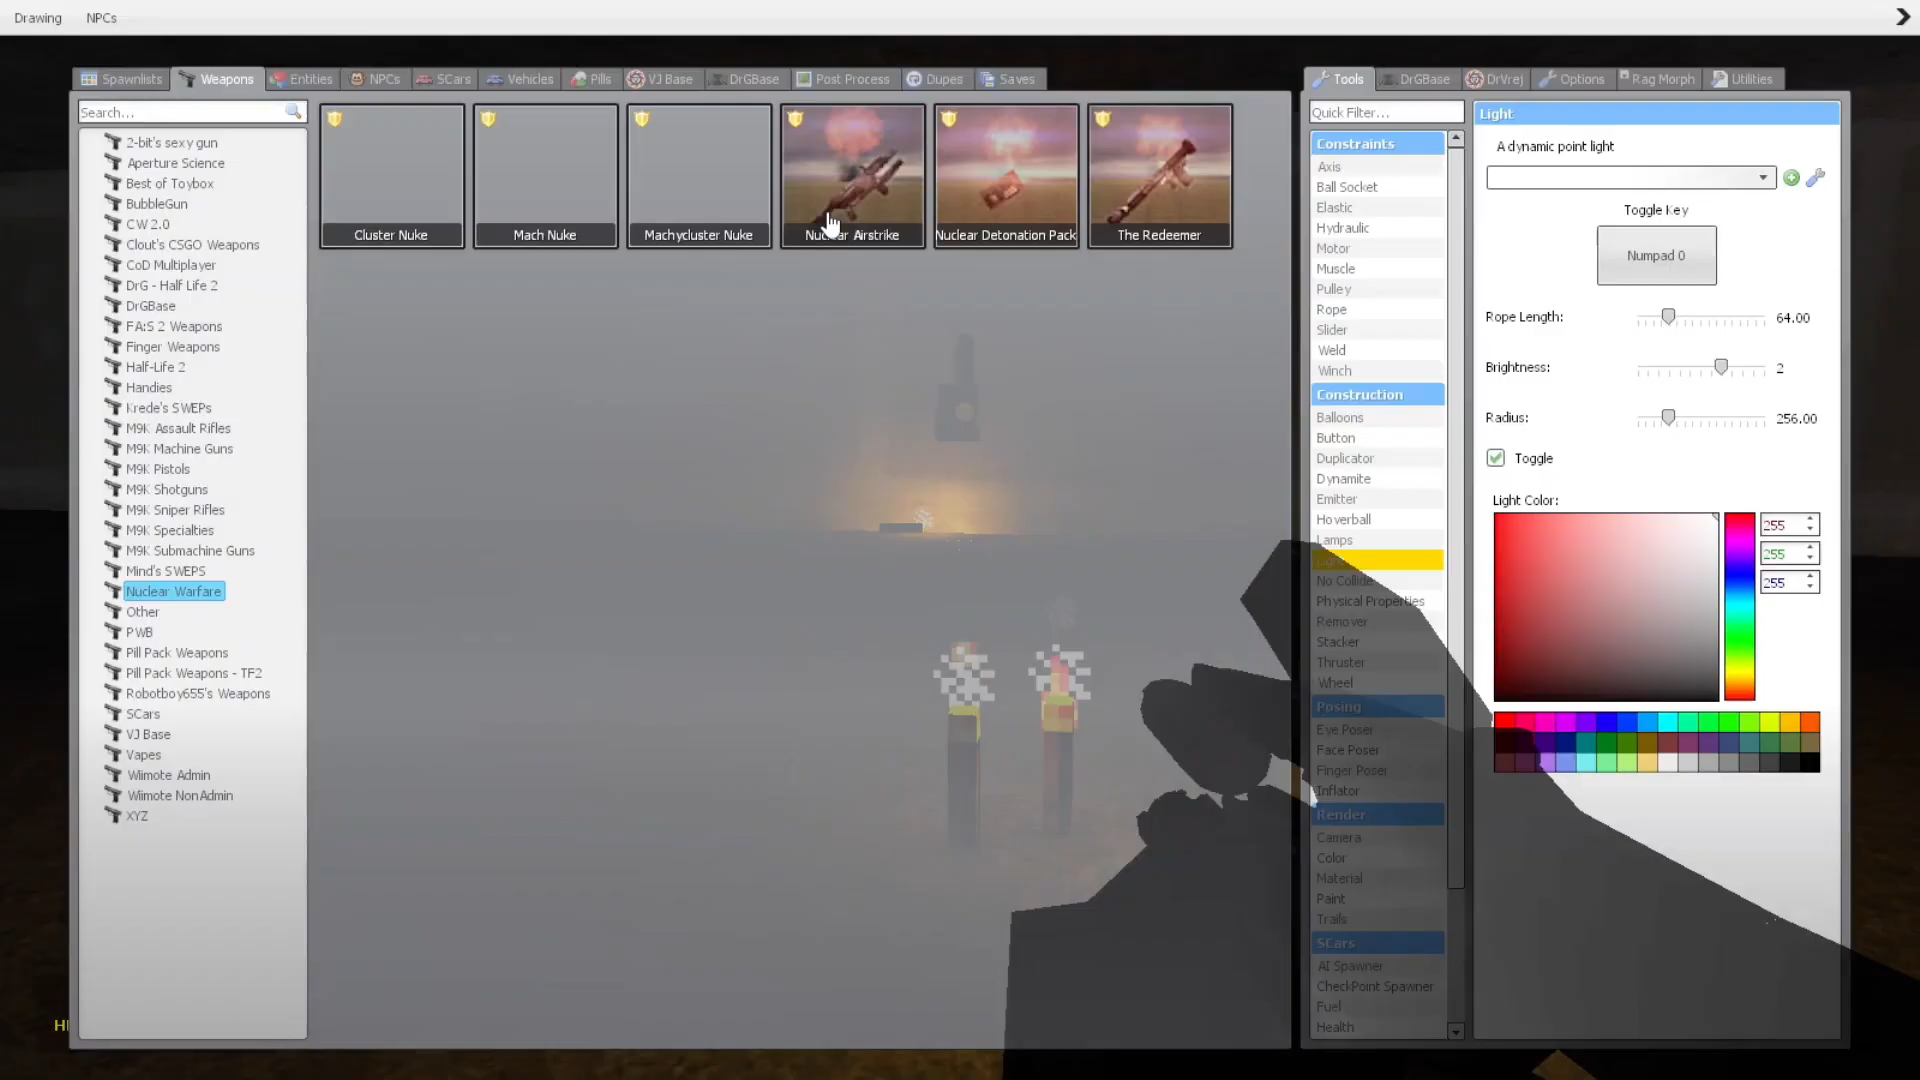 Drawing NPCs
Spawnlists Weapons Entities NPCs SCars Vehicles Pills VJ Base DrGBase Post Process Dupes Saves
Search...
2-bit's sexy gun
Aperture Science
Best of Toybox
BubbleGun
CW 2.0
Clout's CSGO Weapons
CoD Multiplayer
DrG - Half Life 2
DrGBase
FA:S 2 Weapons
Finger Weapons
Half-Life 2
Handies
Krede's SWEPs
M9K Assault Rifles
M9K Machine Guns
M9K Pistols
M9K Shotguns
M9K Sniper Rifles
M9K Specialties
M9K Submachine Guns
Mind's SWEPS
Nuclear Warfare
Other
PWB
Pill Pack Weapons
Pill Pack Weapons - TF2
Robotboy655's Weapons
SCars
VJ Base
Vapes
Wimote Admin
Wimote NonAdmin
XYZ
Cluster Nuke
Mach Nuke
Machycluster Nuke
Nuclear Airstrike
Nuclear Detonation Pack
The Redeemer
Tools DrGBase DrVrej Options Rag Morph Utilities
Quick Filter...
Constraints
Axis
Ball Socket
Elastic
Hydraulic
Motor
Muscle
Pulley
Rope
Slider
Weld
Winch
Construction
Balloons
Button
Duplicator
Dynamite
Emitter
Hoverball
Lamps
No Collide
Physical Properties
Remover
Stacker
Thruster
Wheel
Posing
Eye Poser
Face Poser
Finger Poser
Inflator
Render
Camera
Color
Material
Paint
Trails
SCars
AI Spawner
CheckPoint Spawner
Fuel
Health
Light
A dynamic point light
Toggle Key
Numpad 0
Rope Length: 64.00
Brightness: 2
Radius: 256.00
Toggle
Light Color:
255
255
255